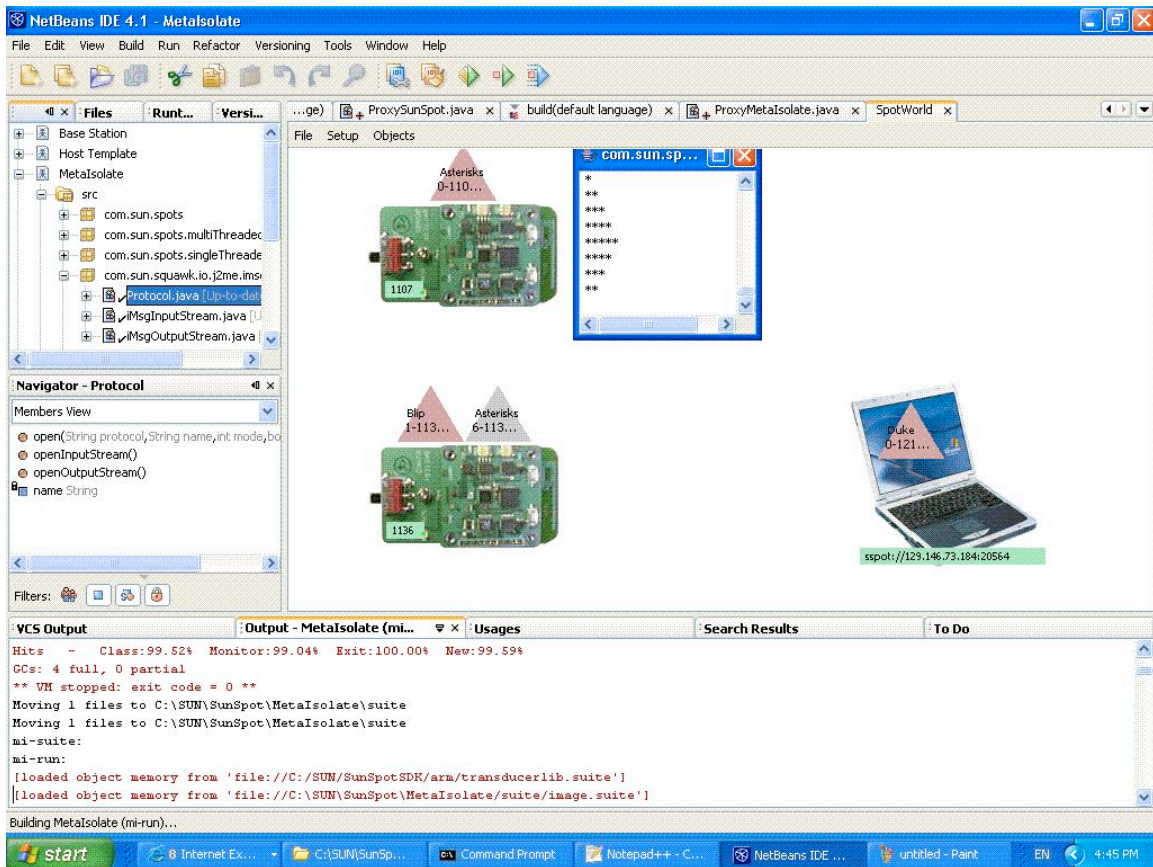 NetBeans IDE 4.1 - MetaIsolate
File Edit View Build Run Refactor Versioning Tools Window Help
Files Runt... Versi...
...ge) ProxySunSpot.java x build(default language) x ProxyMetaIsolate.java x SpotWorld x
File Setup Objects
Base Station
Host Template
MetaIsolate
src
com.sun.spots
com.sun.spots.multiThreaded
com.sun.spots.singleThreade
com.sun.squawk.io.j2me.ims
Protocol.java [Up-to-dat
iMsgInputStream.java [U
iMsgOutputStream.java [
Asterisks
0-110...
1107
com.sun.sp...
*
**
***
****
*****
****
***
**
Navigator - Protocol
Members View
open(String protocol,String name,int mode,bo
openInputStream()
openOutputStream()
name String
Filters:
Blip
1-113...
Asterisks
6-113...
1136
Duke
0-121...
sspot://129.146.73.184:20564
VCS Output
Output - MetaIsolate (mi...
Usages
Search Results
To Do
Hits - Class:99.52% Monitor:99.04% Exit:100.00% New:99.59%
GCs: 4 full, 0 partial
** VM stopped: exit code = 0 **
Moving 1 files to C:\SUN\SunSpot\MetaIsolate\suite
Moving 1 files to C:\SUN\SunSpot\MetaIsolate\suite
mi-suite:
mi-run:
[loaded object memory from 'file://C:/SUN/SunSpotSDK/arm/transducerlib.suite']
[loaded object memory from 'file://C:\SUN\SunSpot\MetaIsolate/suite/image.suite']
Building MetaIsolate (mi-run)...
start
8 Internet Ex...
C:\SUN\SunSp...
Command Prompt
Notepad++ - C...
NetBeans IDE ...
untitled - Paint
EN
4:45 PM